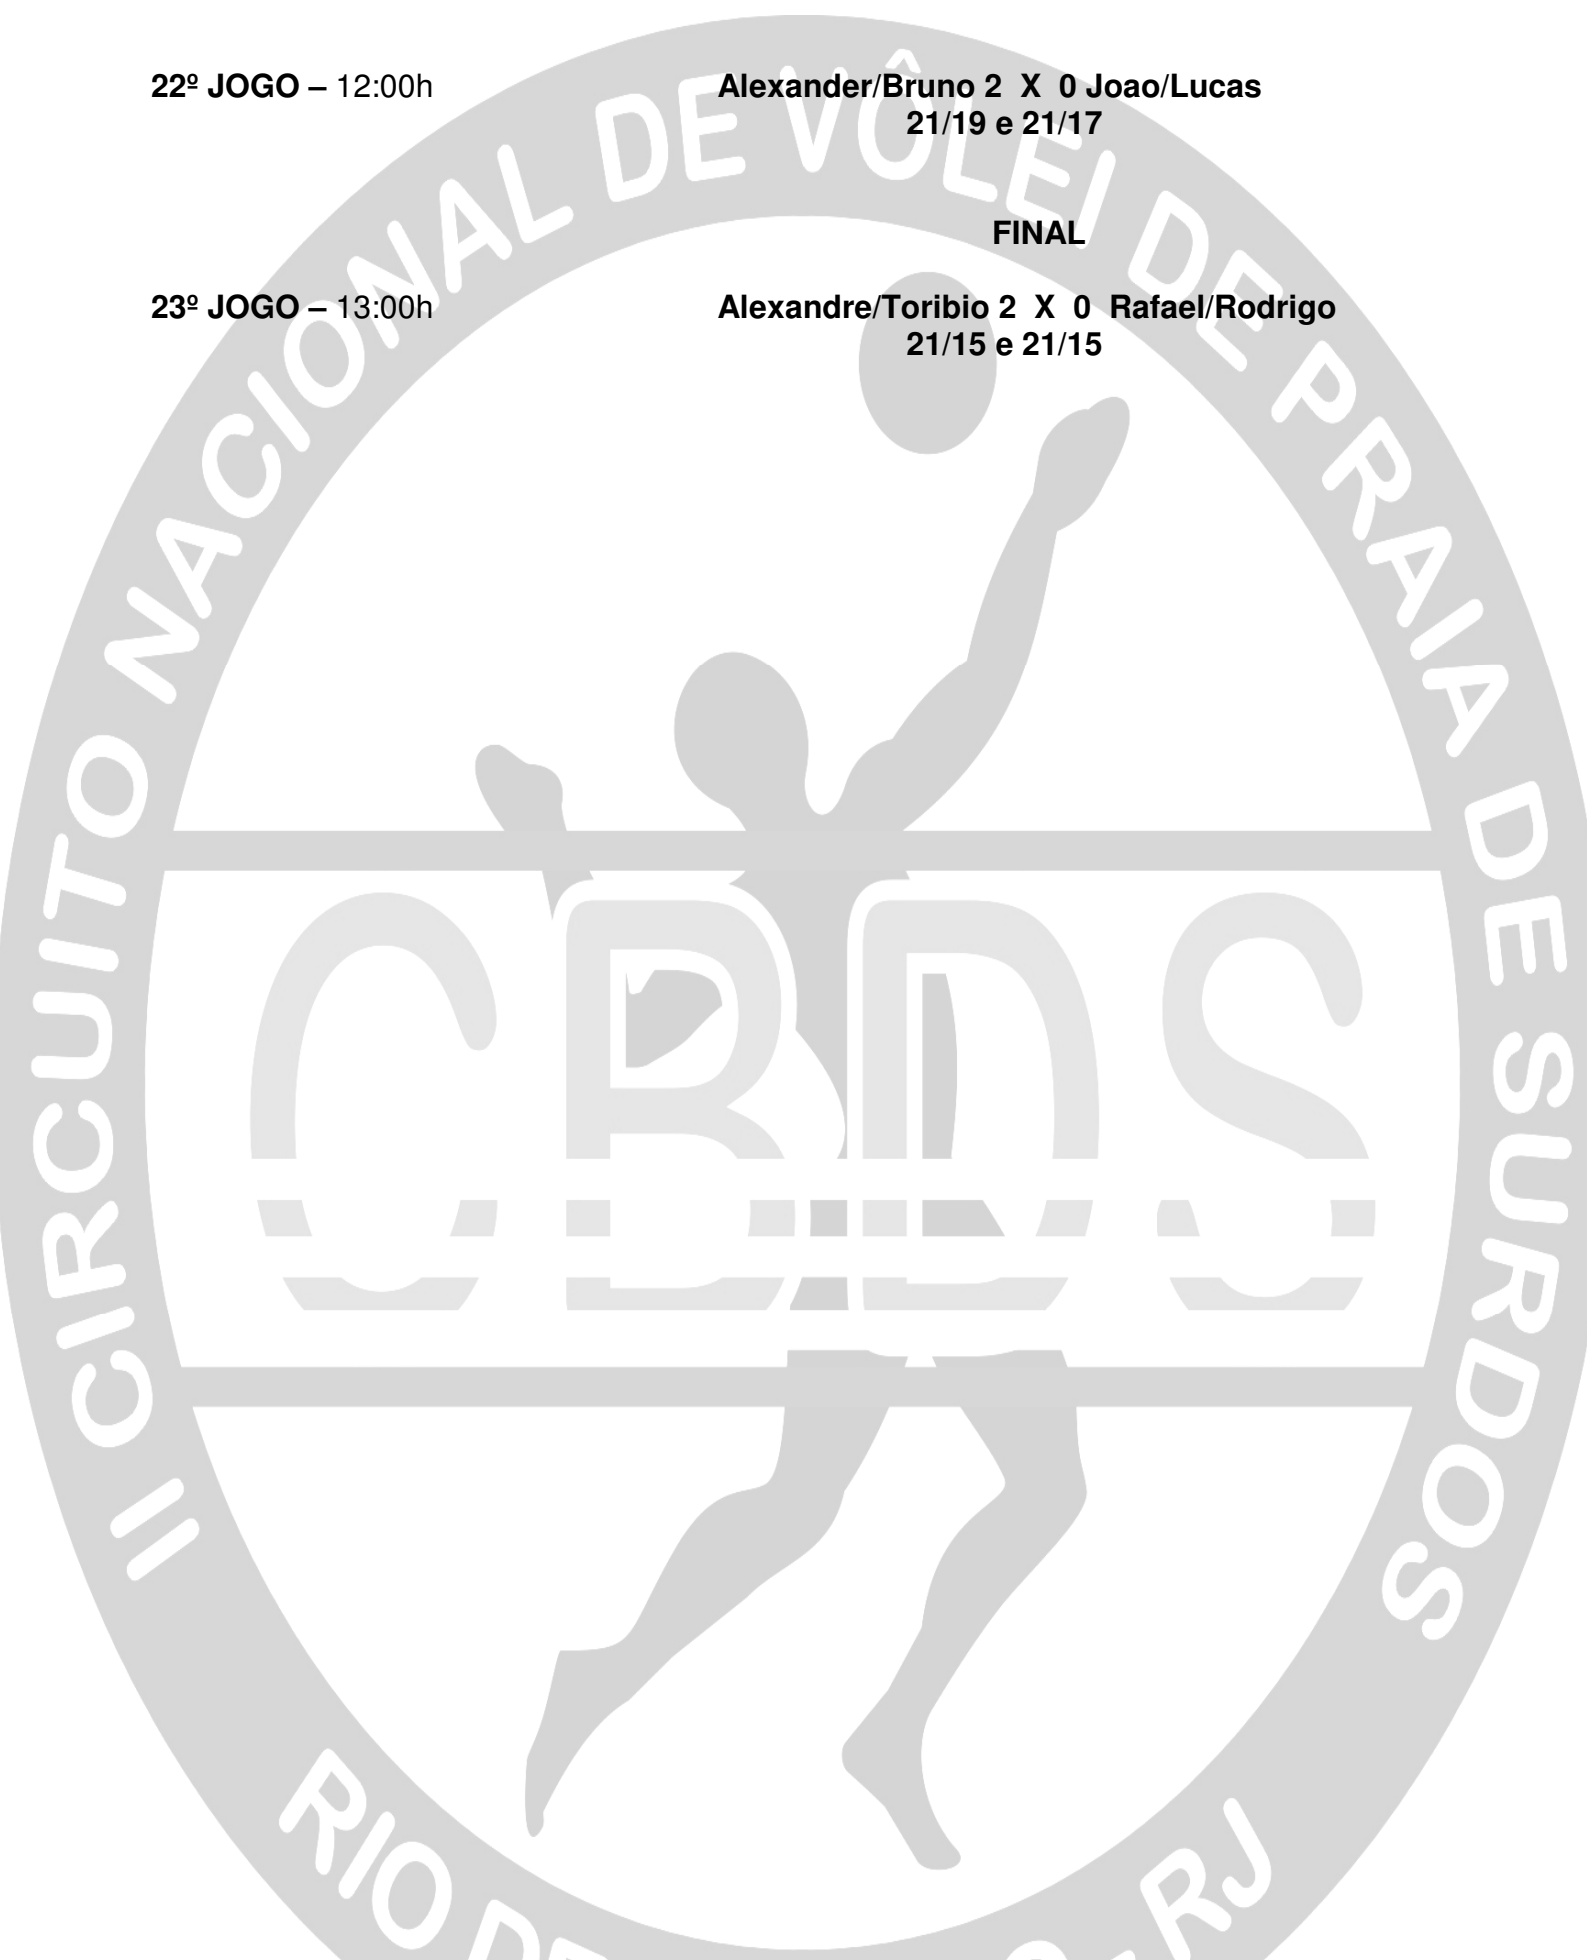 22º JOGO – 12:00h Alexander/Bruno 2 X 0 Joao/Lucas
21/19 e 21/17
FINAL
23º JOGO – 13:00h Alexandre/Toribio 2 X 0 Rafael/Rodrigo
21/15 e 21/15
II CIRCUITO NACIONAL DE VÔLEI DE PRAIA DE SURDOS
CBDS
RIO
RJ